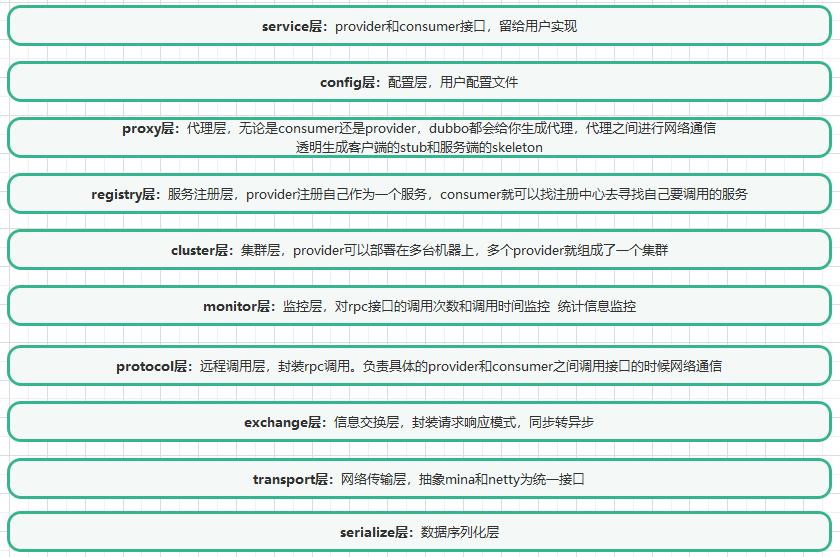 service层：provider和consumer接口，留给用户实现
config层：配置层，用户配置文件
proxy层：代理层，无论是consumer还是provider，dubbo都会给你生成代理，代理之间进行网络通信
透明生成客户端的stub和服务端的skeleton
registry层：服务注册层，provider注册自己作为一个服务，consumer就可以找注册中心去寻找自己要调用的服务
cluster层：集群层，provider可以部署在多台机器上，多个provider就组成了一个集群
monitor层：监控层，对rpc接口的调用次数和调用时间监控 统计信息监控
protocol层：远程调用层，封装rpc调用。负责具体的provider和consumer之间调用接口的时候网络通信
exchange层：信息交换层，封装请求响应模式，同步转异步
transport层：网络传输层，抽象mina和netty为统一接口
serialize层：数据序列化层